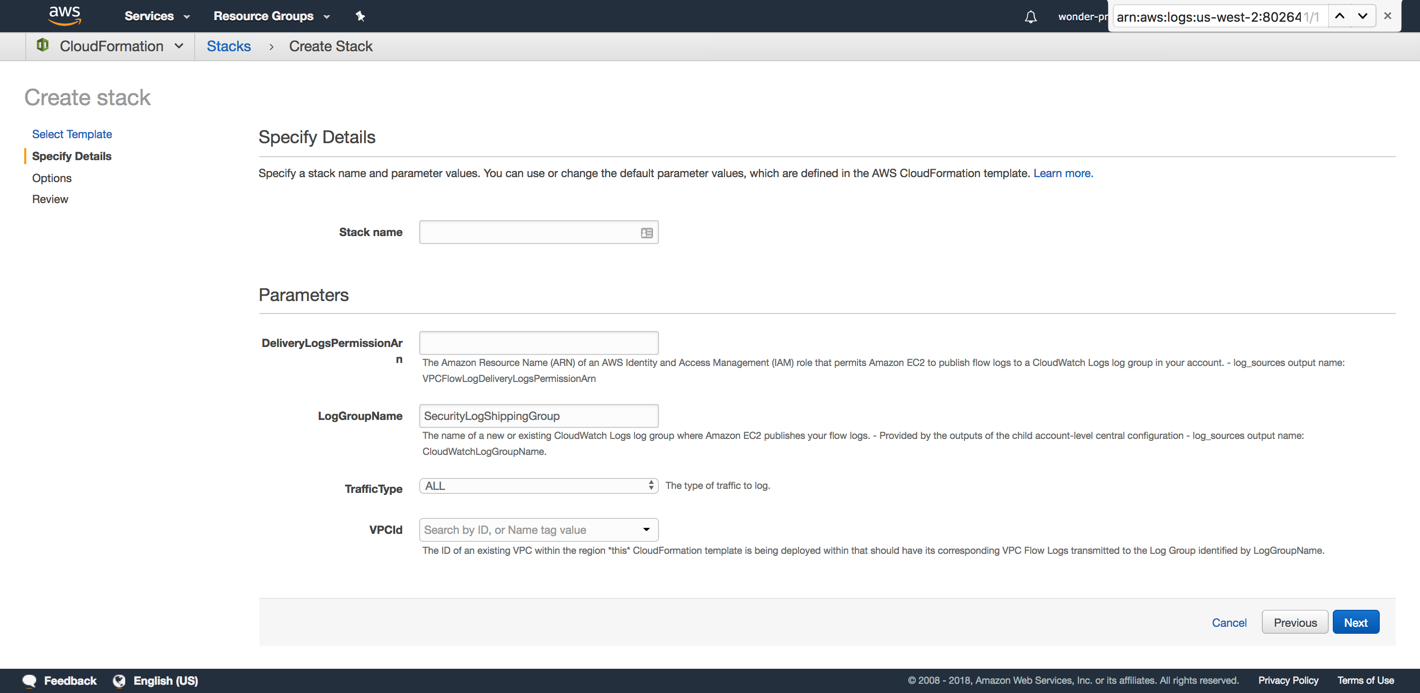 aws
Services
Resource Groups
wonder-pr
arn:aws:logs:us-west-2:80264 1/1
CloudFormation
Stacks
Create Stack
Create stack
Select Template
Specify Details
Options
Review
Specify Details
Specify a stack name and parameter values. You can use or change the default parameter values, which are defined in the AWS CloudFormation template. Learn more.
Stack name
Parameters
DeliveryLogsPermissionAr
n
The Amazon Resource Name (ARN) of an AWS Identity and Access Management (IAM) role that permits Amazon EC2 to publish flow logs to a CloudWatch Logs log group in your account. - log_sources output name:
VPCFlowLogDeliveryLogsPermissionArn
LogGroupName
SecurityLogShippingGroup
The name of a new or existing CloudWatch Logs log group where Amazon EC2 publishes your flow logs. - Provided by the outputs of the child account-level central configuration - log_sources output name:
CloudWatchLogGroupName.
TrafficType
ALL
The type of traffic to log.
VPCId
Search by ID, or Name tag value
The ID of an existing VPC within the region *this* CloudFormation template is being deployed within that should have its corresponding VPC Flow Logs transmitted to the Log Group identified by LogGroupName.
Cancel
Previous
Next
Feedback
English (US)
© 2008 - 2018, Amazon Web Services, Inc. or its affiliates. All rights reserved.
Privacy Policy
Terms of Use